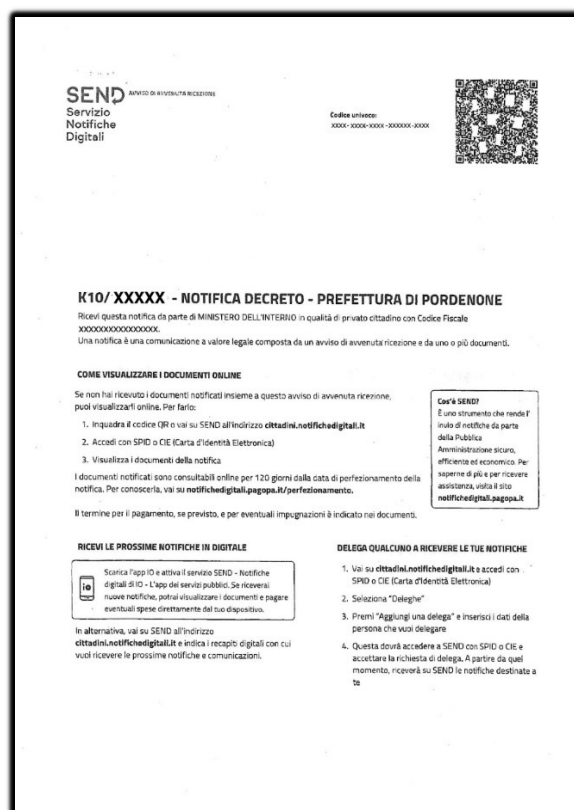 SEND AVVISO DI AVVENUTA RICEZIONE
Servizio
Notifiche
Digitali
Codice univoco:
XXXX-XXXX-XXXX-XXXXXX-XXXX
K10/ XXXXX - NOTIFICA DECRETO - PREFETTURA DI PORDENONE
Ricevi questa notifica da parte di MINISTERO DELL'INTERNO in qualità di privato cittadino con Codice Fiscale
XXXXXXXXXXXXXXXX.
Una notifica è una comunicazione a valore legale composta da un avviso di avvenuta ricezione e da uno o più documenti.
COME VISUALIZZARE I DOCUMENTI ONLINE
Se non hai ricevuto i documenti notificati insieme a questo avviso di avvenuta ricezione,
puoi visualizzarli online. Per farlo:
1. Inquadra il codice QR o vai su SEND all'indirizzo cittadini.notifichedigitali.it
2. Accedi con SPID o CIE (Carta d'Identità Elettronica)
3. Visualizza i documenti della notifica
I documenti notificati sono consultabili online per 120 giorni dalla data di perfezionamento della
notifica. Per conoscerla, vai su notifichedigitali.pagopa.it/perfezionamento.
Il termine per il pagamento, se previsto, e per eventuali impugnazioni è indicato nei documenti.
Cos'è SEND?
È uno strumento che rende l'
invio di notifiche da parte
della Pubblica
Amministrazione sicuro,
efficiente ed economico. Per
saperne di più e per ricevere
assistenza, visita il sito
notifichedigitali.pagopa.it
RICEVI LE PROSSIME NOTIFICHE IN DIGITALE
io
Scarica l'app IO e attiva il servizio SEND - Notifiche
digitali di IO - L'app dei servizi pubblici. Se riceverai
nuove notifiche, potrai visualizzare i documenti e pagare
eventuali spese direttamente dal tuo dispositivo.
In alternativa, vai su SEND all'indirizzo
cittadini.notifichedigitali.it e indica i recapiti digitali con cui
vuoi ricevere le prossime notifiche e comunicazioni.
DELEGA QUALCUNO A RICEVERE LE TUE NOTIFICHE
1. Vai su cittadini.notifichedigitali.it e accedi con
SPID o CIE (Carta d'Identità Elettronica)
2. Seleziona "Deleghe"
3. Premi "Aggiungi una delega" e inserisci i dati della
persona che vuoi delegare
4. Questa dovrà accedere a SEND con SPID o CIE e
accettare la richiesta di delega. A partire da quel
momento, riceverà su SEND le notifiche destinate a
te